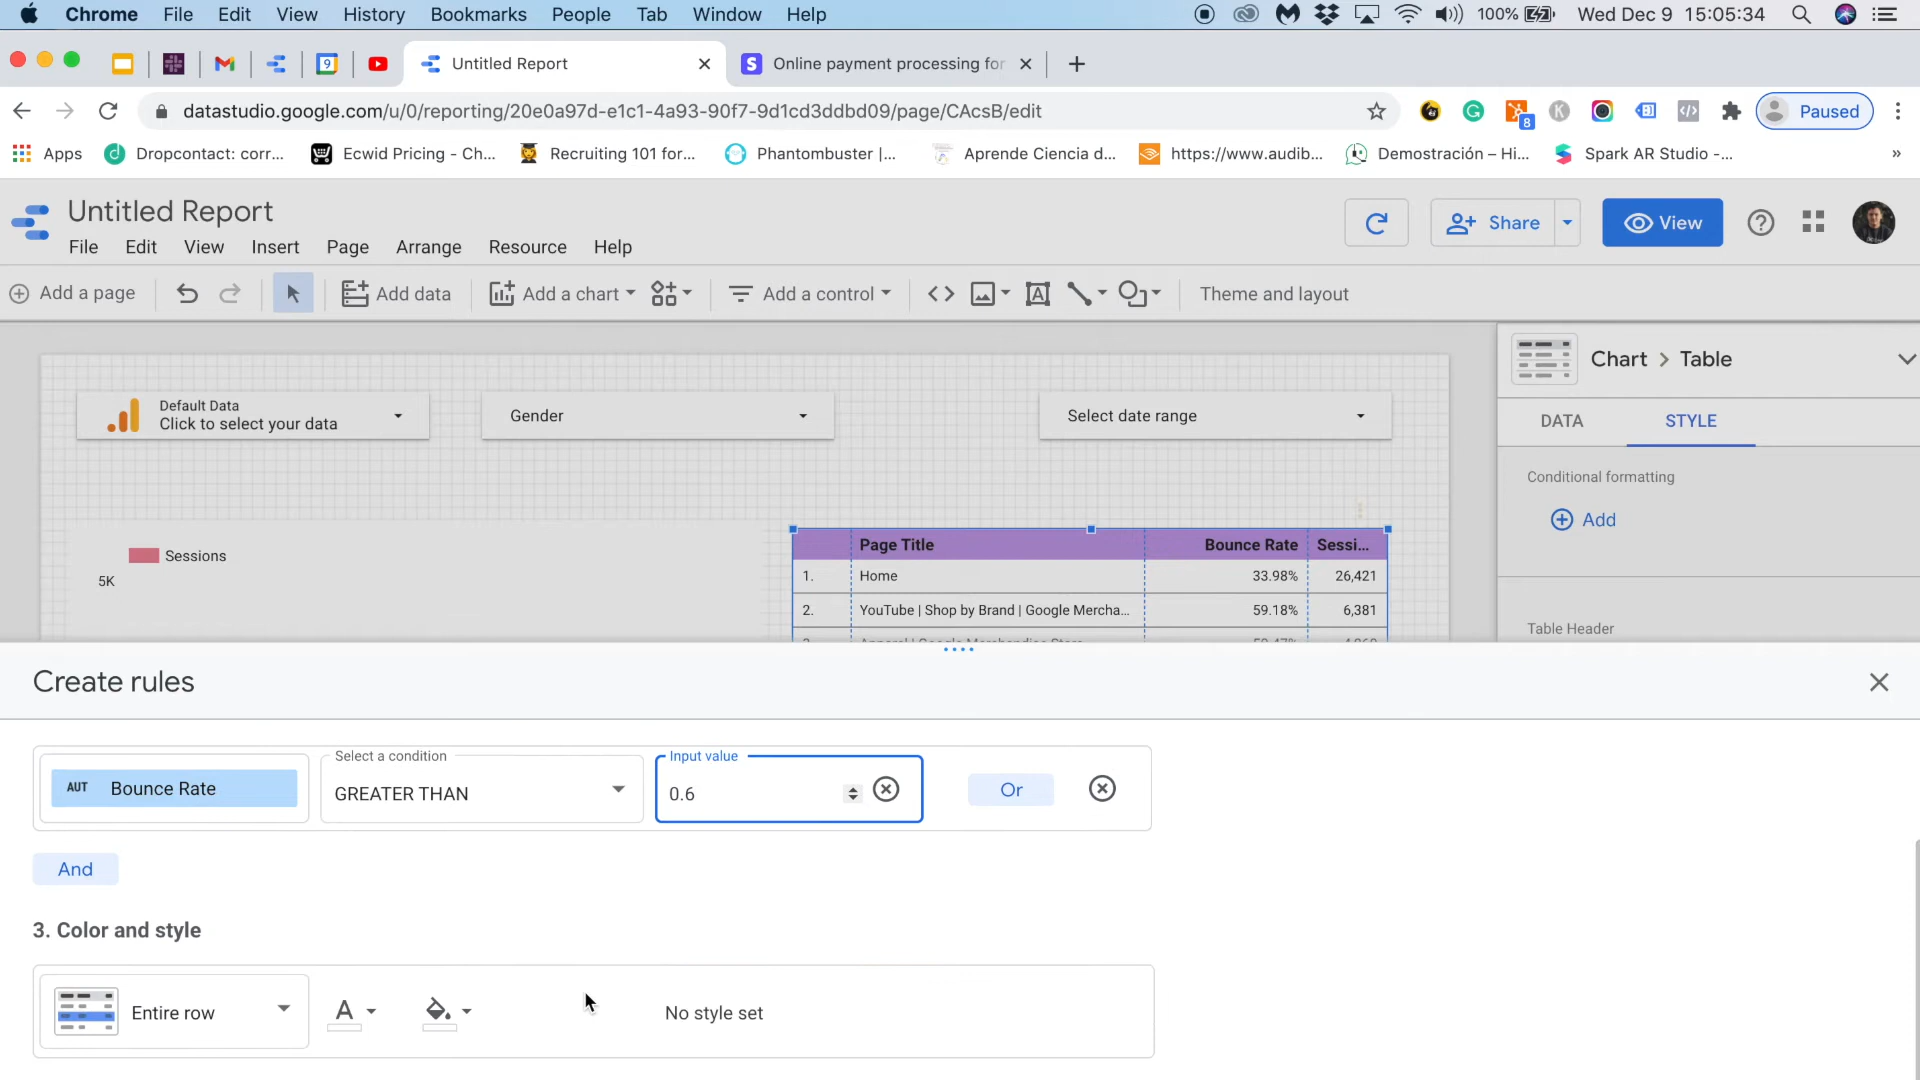 Chrome File Edit View History Bookmarks People Tab Window Help 100% Wed Dec 9 15:05:34
9 Untitled Report S Online payment processing for
datastudio.google.com/u/0/reporting/20e0a97d-e1c1-4a93-90f7-9d1cd3ddbd09/page/CAcsB/edit 8 Paused
Apps Dropcontact: corr... Ecwid Pricing - Ch... Recruiting 101 for... Phantombuster |... Aprende Ciencia d... https://www.audib... Demostración – Hi... Spark AR Studio -... »
Untitled Report
File Edit View Insert Page Arrange Resource Help
Share View
Add a page Add data Add a chart Add a control Theme and layout
Chart > Table
Default Data
Click to select your data
Gender
Select date range
DATA STYLE
Conditional formatting
Add
Sessions
5K
Page Title Bounce Rate Sessi...
1. Home 33.98% 26,421
2. YouTube | Shop by Brand | Google Mercha... 59.18% 6,381
Table Header
Create rules
Select a condition Input value
AUT Bounce Rate GREATER THAN 0.6 Or
And
3. Color and style
Entire row A No style set